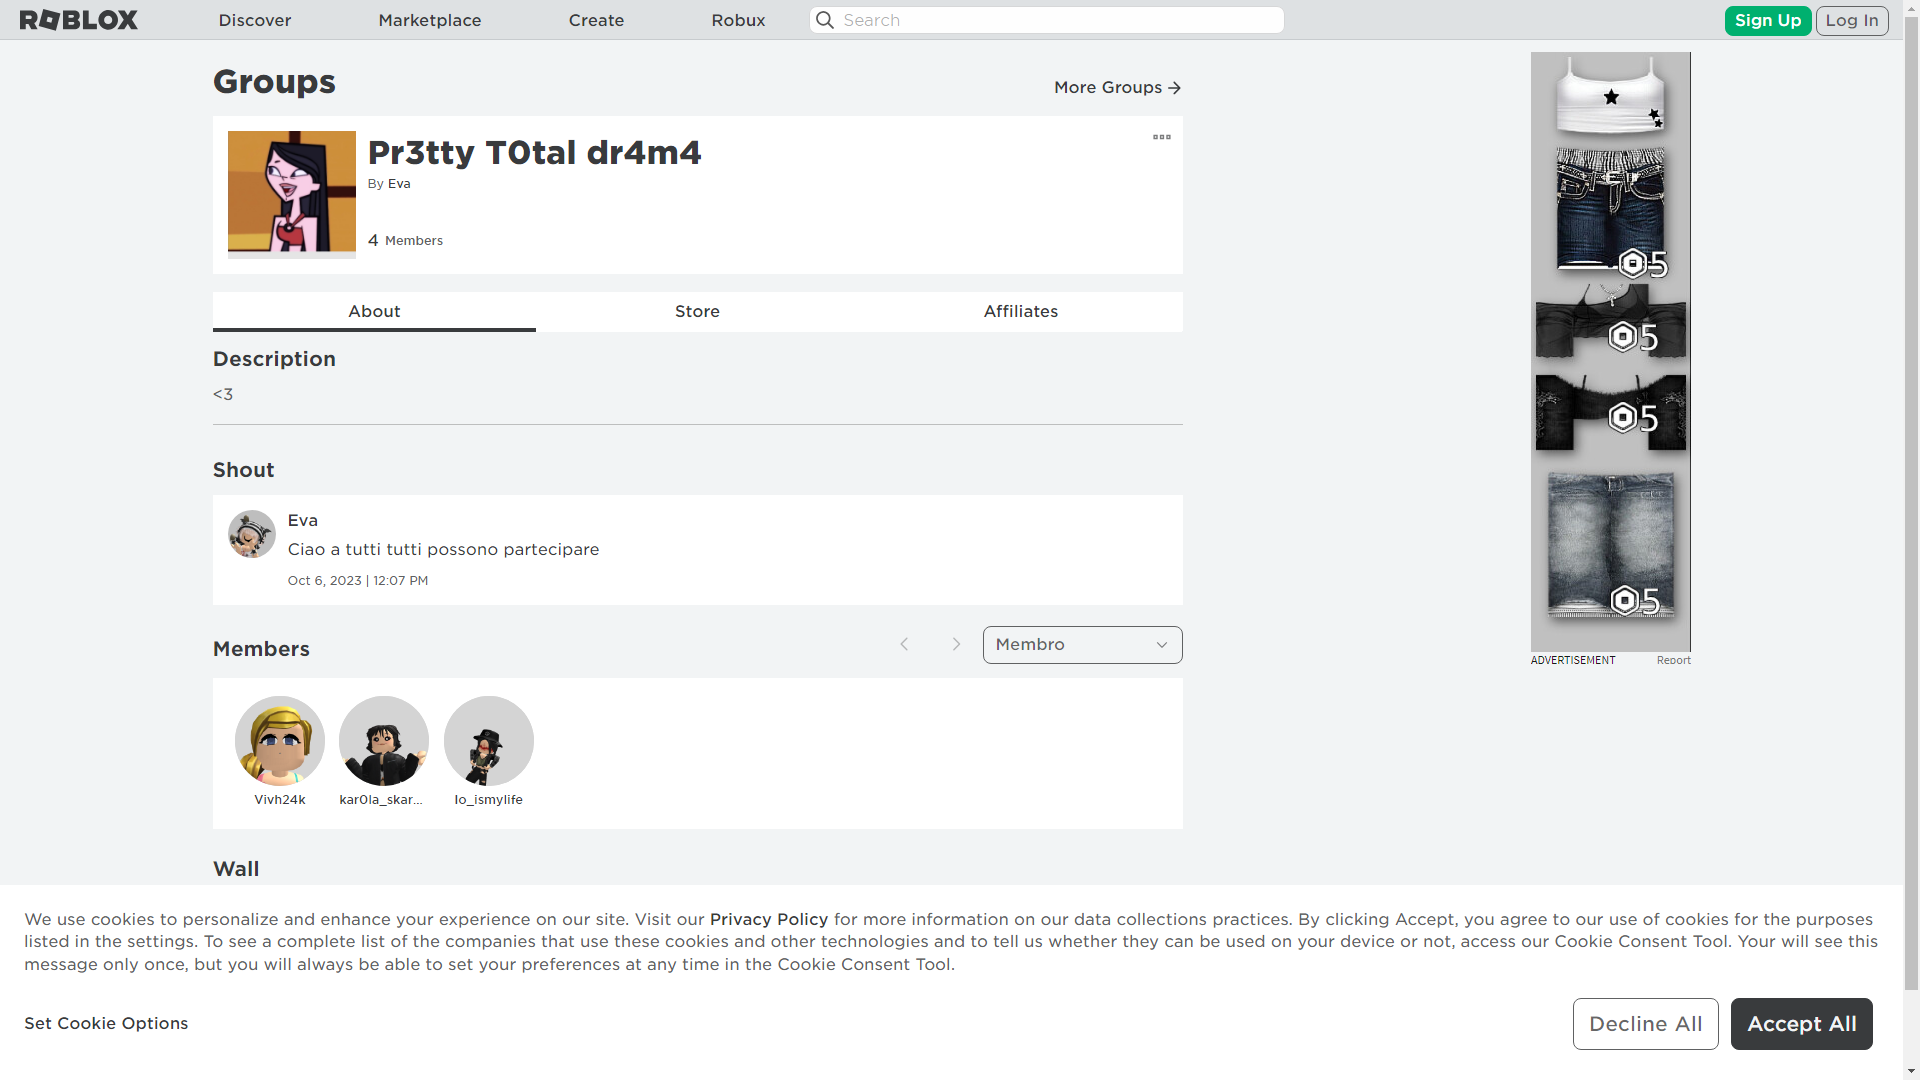 ROBLOX
Discover
Marketplace
Create
Robux
Search
Sign Up
Log In
Groups
More Groups
Pr3tty T0tal dr4m4
By Eva
4 Members
About
Store
Affiliates
Description
<3
Shout
Eva
Ciao a tutti tutti possono partecipare
Oct 6, 2023 | 12:07 PM
Members
Membro
Vivh24k
kar0la_skar...
Io_ismylife
Wall
5
5
5
5
ADVERTISEMENT
Report
We use cookies to personalize and enhance your experience on our site. Visit our Privacy Policy for more information on our data collections practices. By clicking Accept, you agree to our use of cookies for the purposes
listed in the settings. To see a complete list of the companies that use these cookies and other technologies and to tell us whether they can be used on your device or not, access our Cookie Consent Tool. Your will see this
message only once, but you will always be able to set your preferences at any time in the Cookie Consent Tool.
Set Cookie Options
Decline All
Accept All